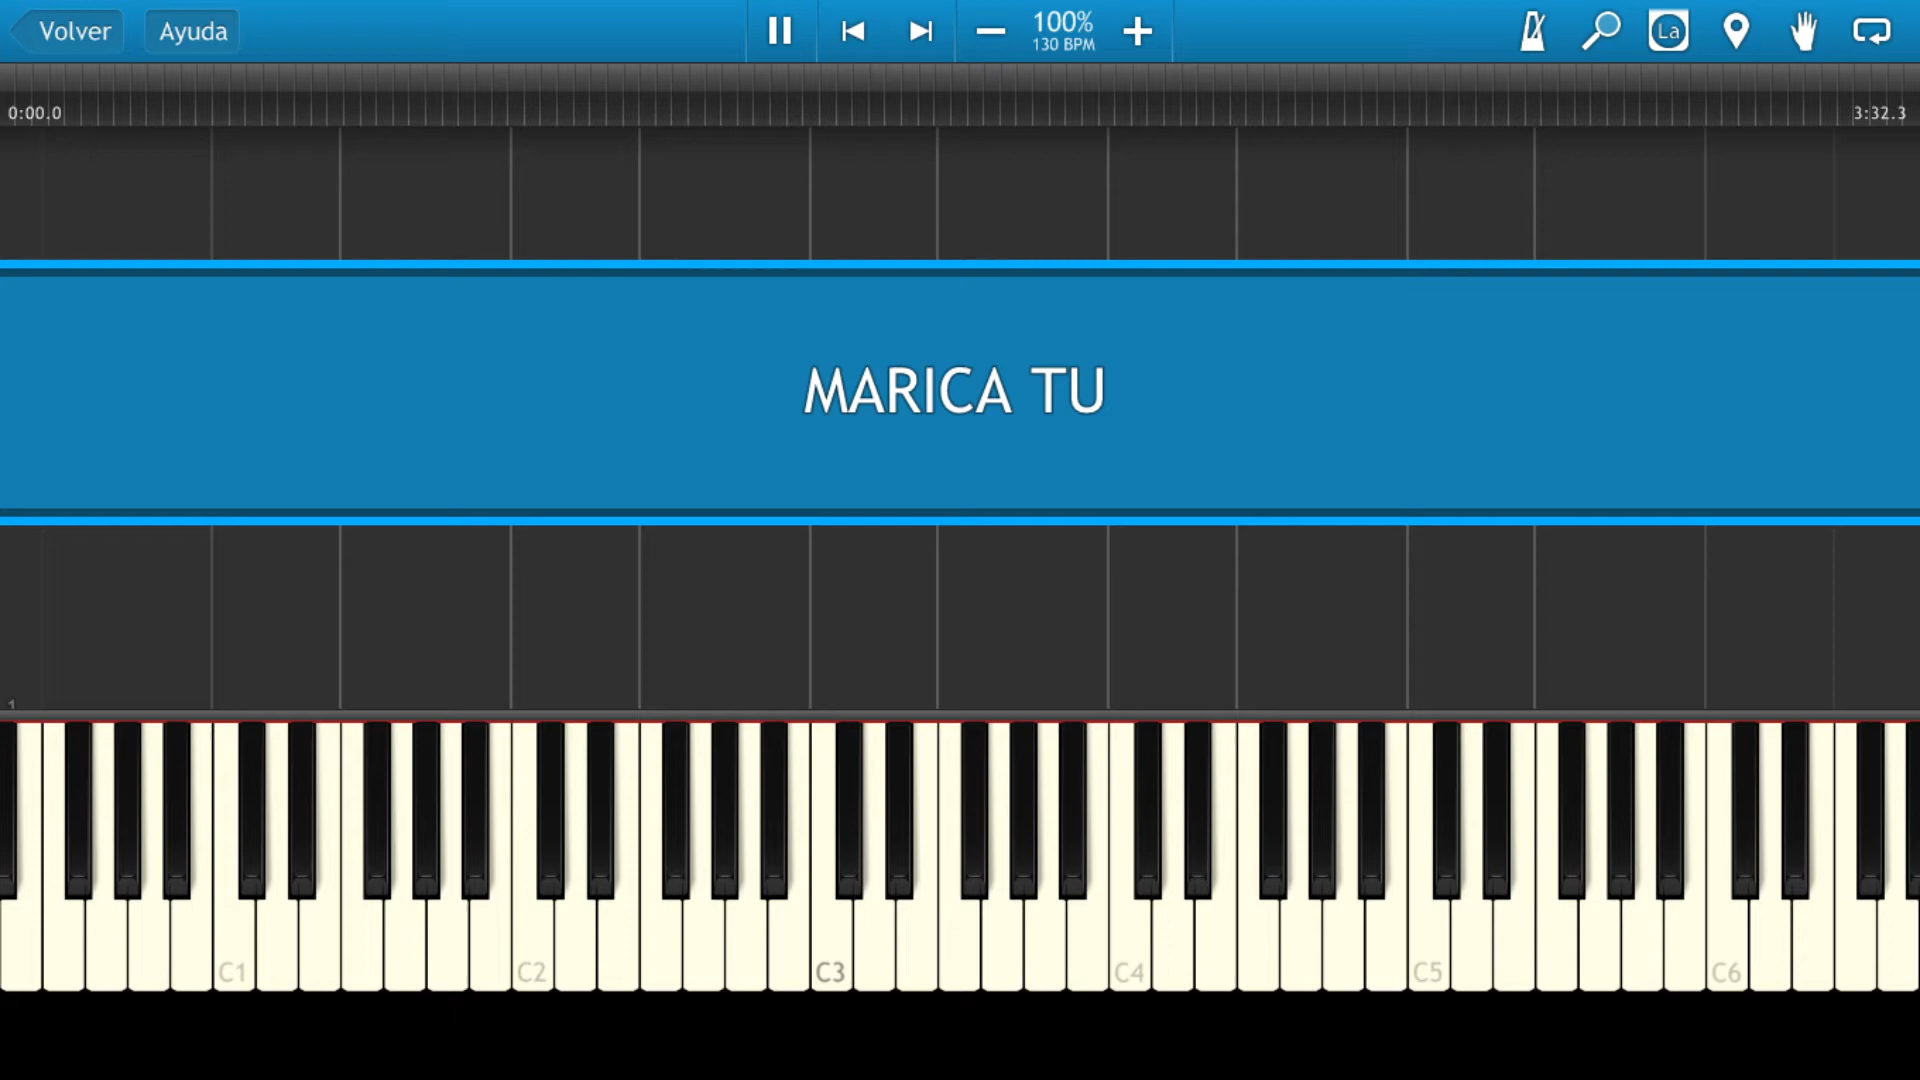 Volver Ayuda 100% La
130 BPM
0:00.0 3:32.3
MARICA TU
1
C1 C2 C3 C4 C5 C6